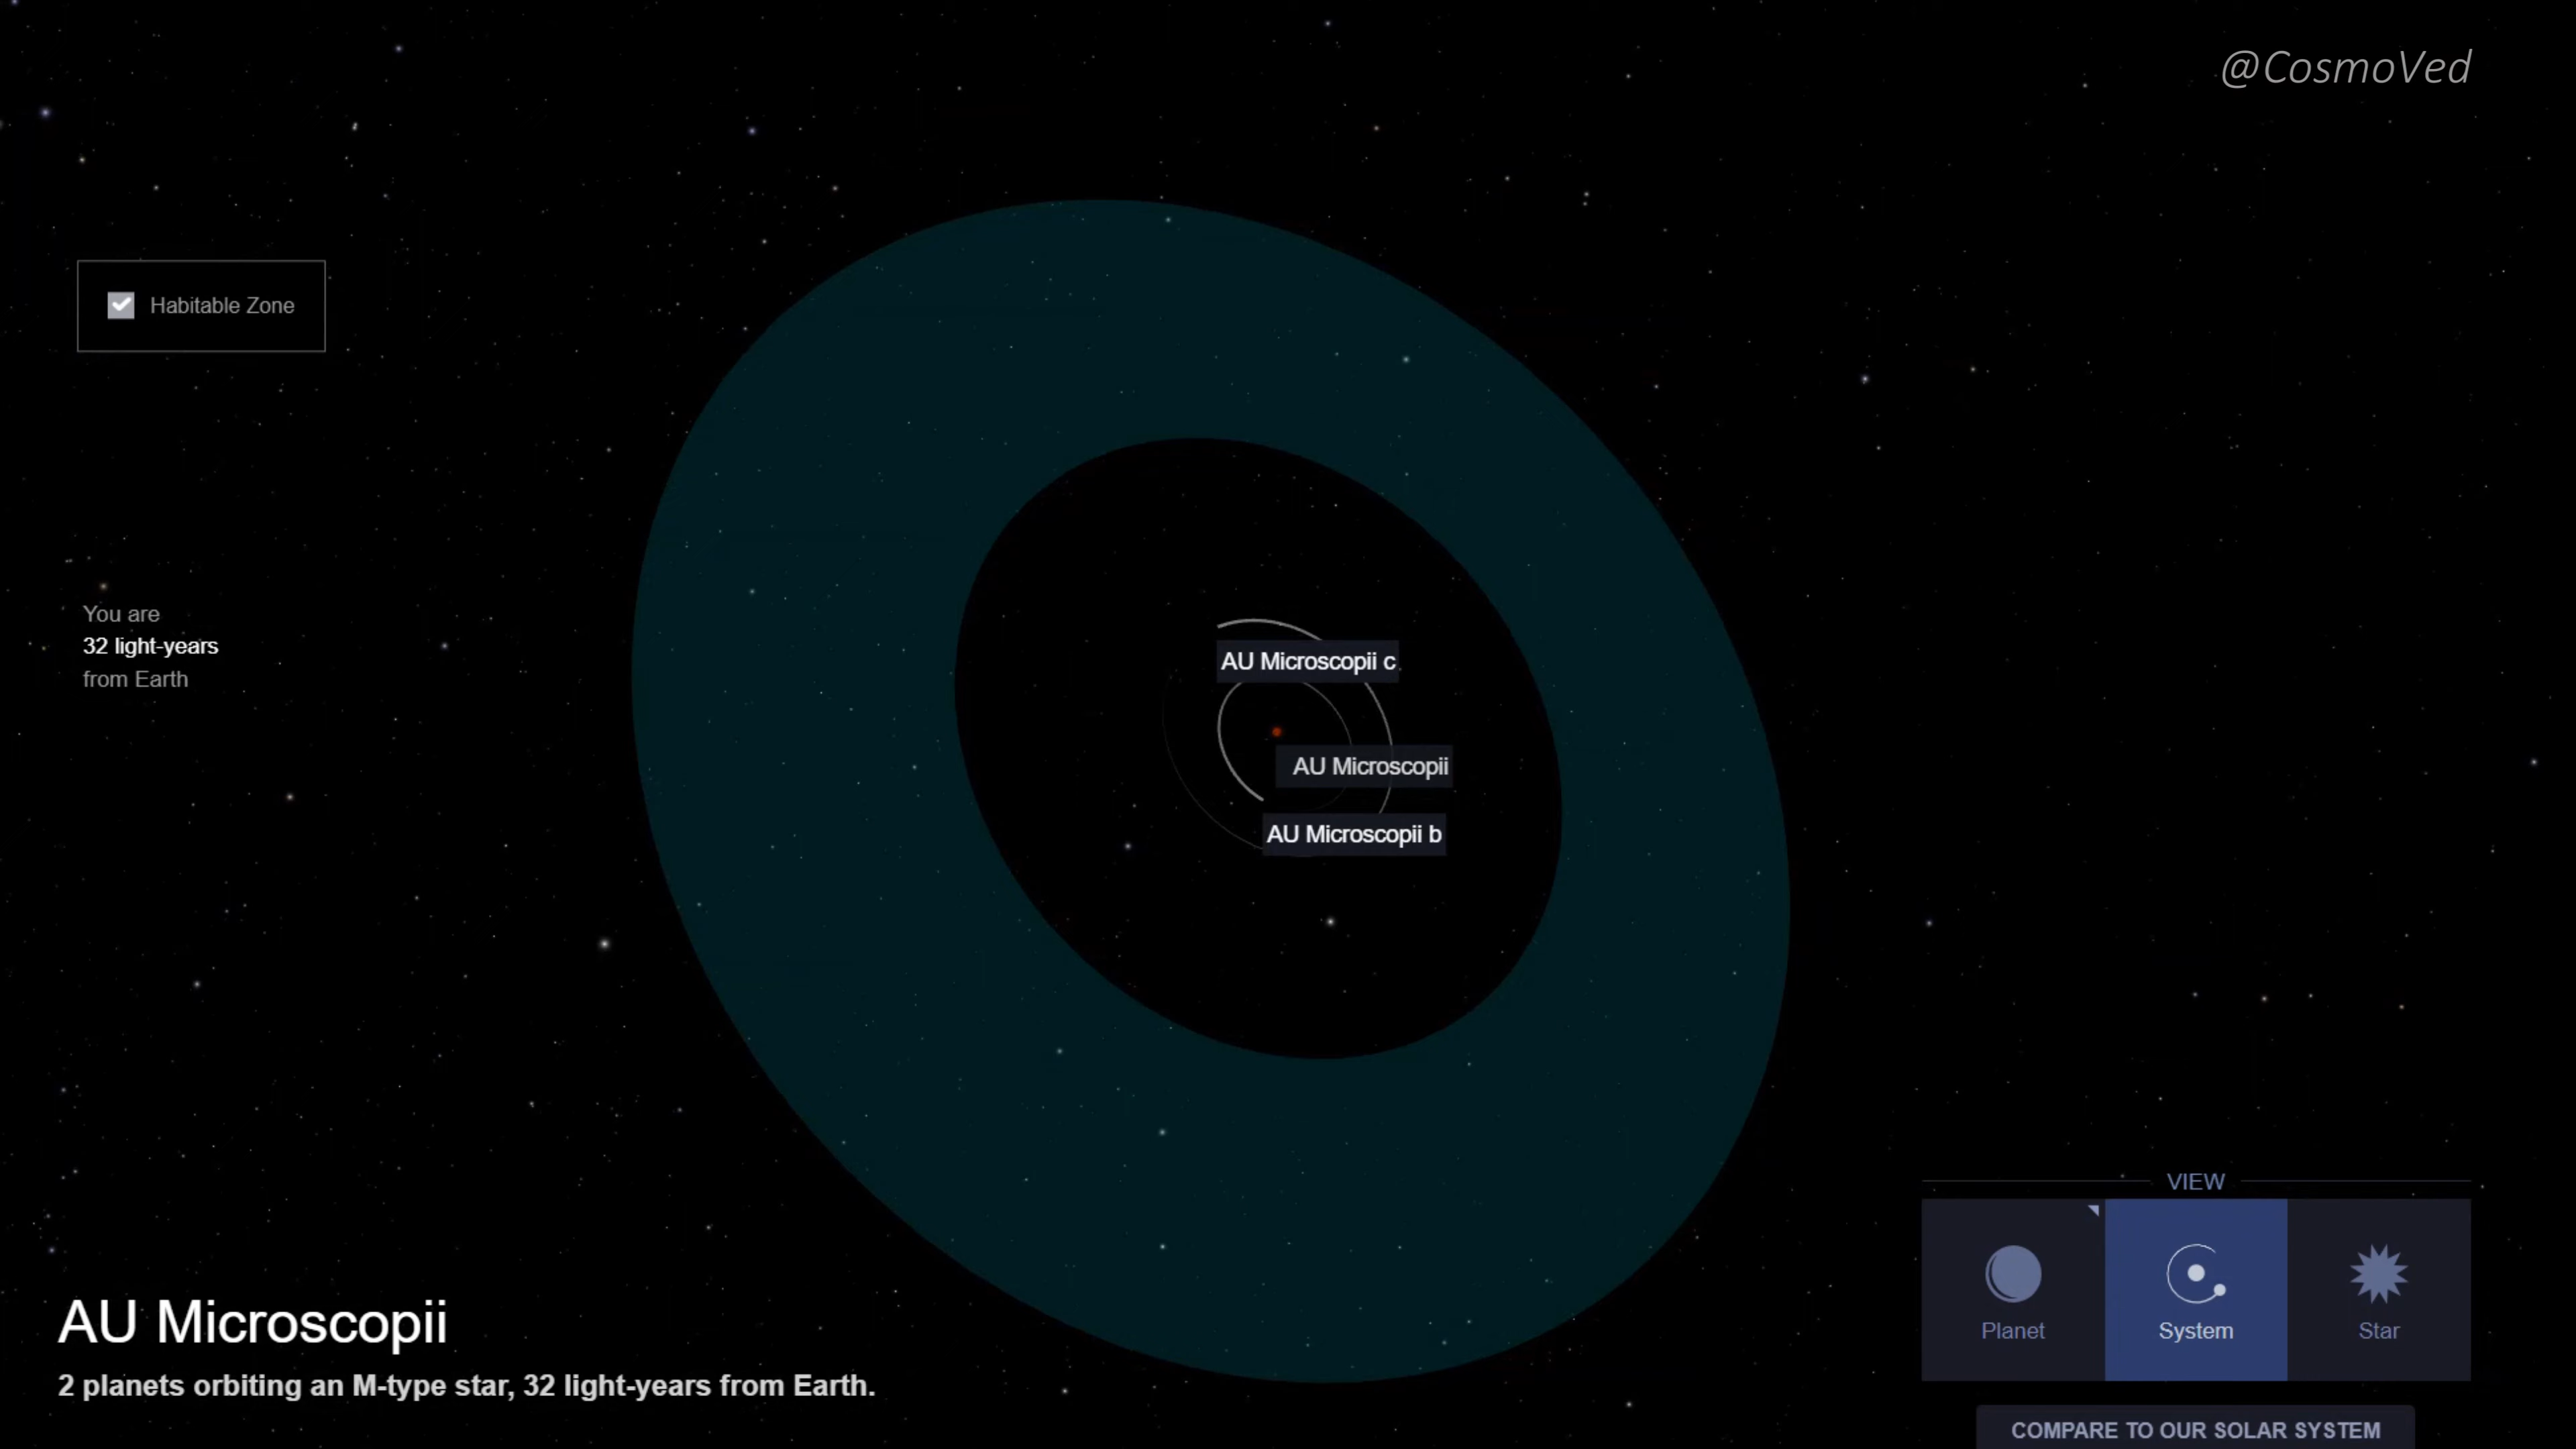 @CosmoVed
Habitable Zone
You are
32 light-years
from Earth
AU Microscopii c
AU Microscopii
AU Microscopii b
AU Microscopii
2 planets orbiting an M-type star, 32 light-years from Earth.
VIEW
Planet
System
Star
COMPARE TO OUR SOLAR SYSTEM